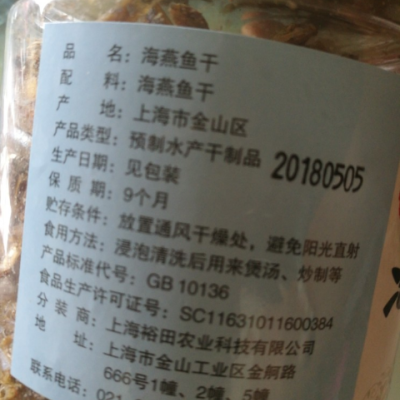 品 名：海燕鱼干
配 料：海燕鱼干
产 地：上海市金山区
产品类型：预制水产干制品
生产日期：见包装 20180505
保 质 期：9个月
贮存条件：放置通风干燥处，避免阳光直射
食用方法：浸泡清洗后用来煲汤、炒制等
产品标准代号：GB 10136
食品生产许可证号：SC11631011600384
分 装 商：上海裕田农业科技有限公司
地 址：上海市金山工业区金舸路
666号1幢、2幢、5幢
联系电话：021